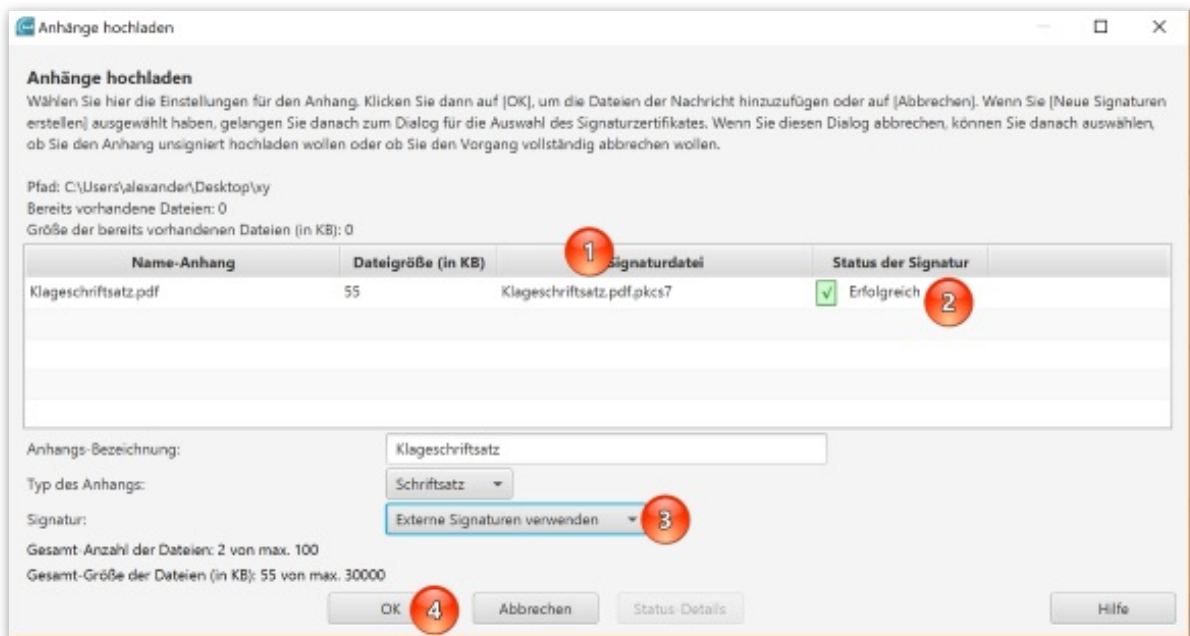 Anhänge hochladen
Anhänge hochladen
Wählen Sie hier die Einstellungen für den Anhang. Klicken Sie dann auf [OK], um die Dateien der Nachricht hinzuzufügen oder auf [Abbrechen]. Wenn Sie [Neue Signaturen
erstellen] ausgewählt haben, gelangen Sie danach zum Dialog für die Auswahl des Signaturzertifikates. Wenn Sie diesen Dialog abbrechen, können Sie danach auswählen,
ob Sie den Anhang unsigniert hochladen wollen oder ob Sie den Vorgang vollständig abbrechen wollen.
Pfad: C:\Users\alexander\Desktop\xy
Bereits vorhandene Dateien: 0
Größe der bereits vorhandenen Dateien (in KB): 0
Name-Anhang Dateigröße (in KB) 1 Signaturdatei Status der Signatur
Klageschriftsatz.pdf 55 Klageschriftsatz.pdf.pkcs7 √ Erfolgreich 2
Anhangs-Bezeichnung: Klageschriftsatz
Typ des Anhangs: Schriftsatz
Signatur: Externe Signaturen verwenden 3
Gesamt-Anzahl der Dateien: 2 von max. 100
Gesamt-Größe der Dateien (in KB): 55 von max. 30000
OK 4 Abbrechen Status-Details Hilfe